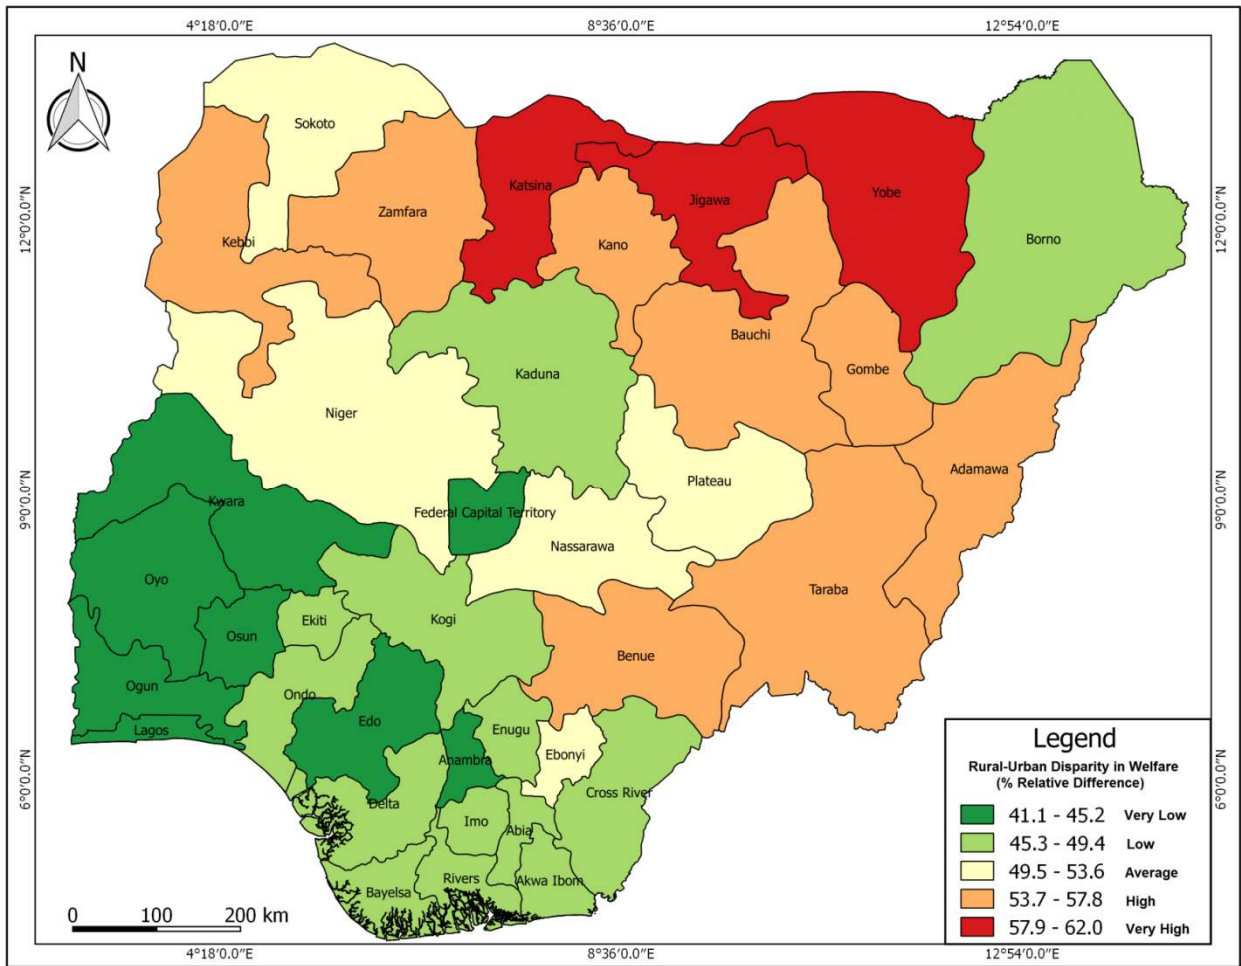 4°18'0.0"E 8°36'0.0"E 12°54'0.0"E
N
Sokoto
Katsina
Yobe
Jigawa
Zamfara
Kebbi
Kano
Borno
12°0'0.0"N
12°0'0.0"N
Bauchi
Gombe
Kaduna
Niger
Adamawa
Plateau
Kwara
Federal Capital Territory
9°0'0.0"N
9°0'0.0"N
Nassarawa
Oyo
Taraba
Ekiti
Kogi
Osun
Benue
Ogun
Ondo
Edo
Lagos
Enugu
Anambra
Ebonyi
6°0'0.0"N
6°0'0.0"N
Cross River
Delta
Imo
Abia
Rivers
Akwa Ibom
Bayelsa
0 100 200 km
Legend
Rural-Urban Disparity in Welfare
(% Relative Difference)
41.1 - 45.2 Very Low
45.3 - 49.4 Low
49.5 - 53.6 Average
53.7 - 57.8 High
57.9 - 62.0 Very High
4°18'0.0"E 8°36'0.0"E 12°54'0.0"E